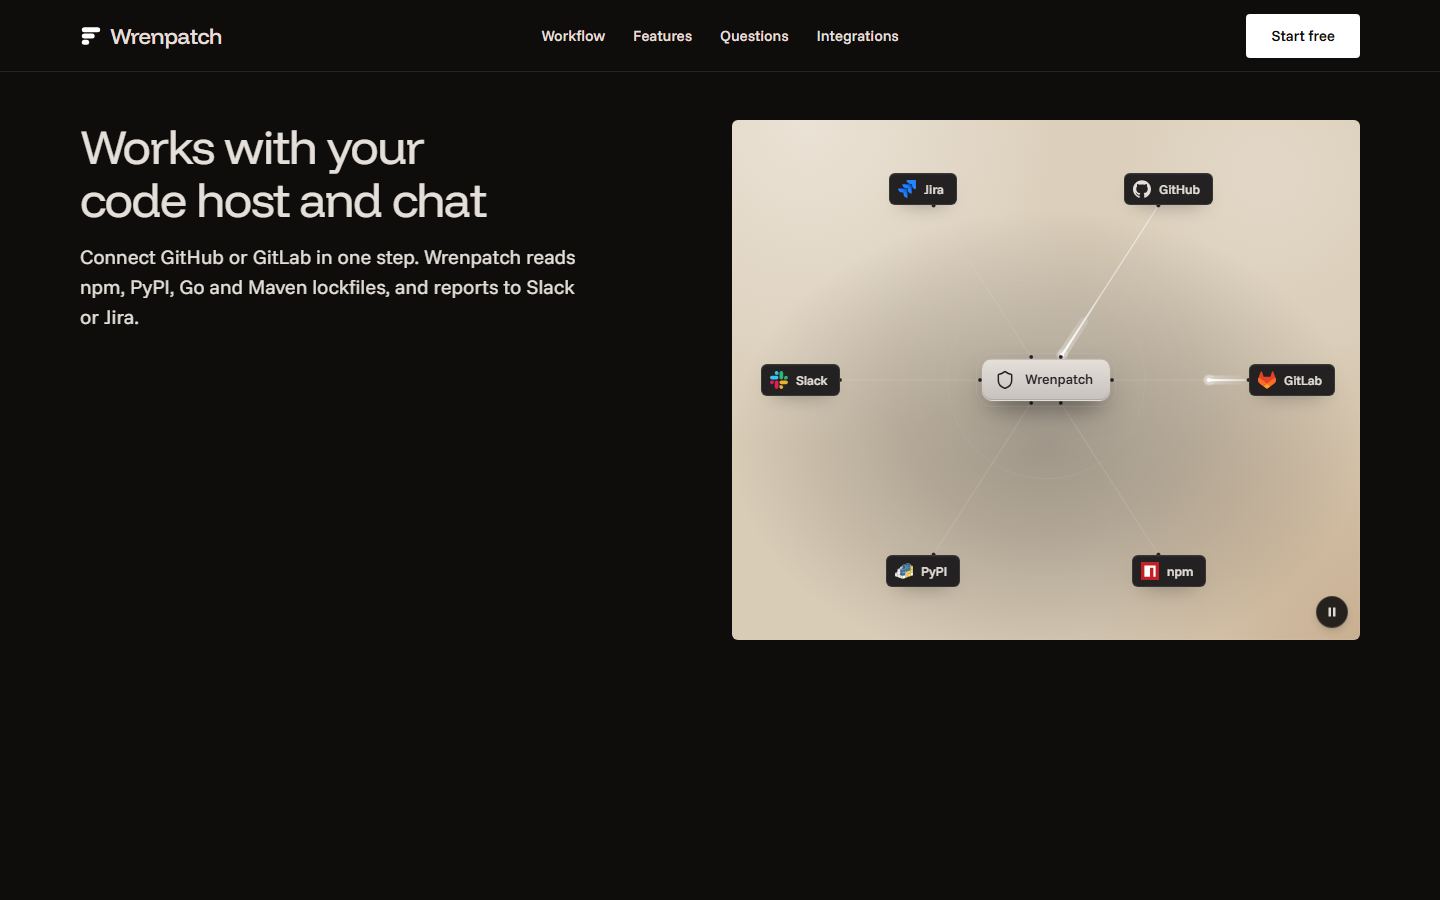 Wrenpatch
Workflow
Features
Questions
Integrations
Start free
Works with your
code host and chat
Connect GitHub or GitLab in one step. Wrenpatch reads
npm, PyPI, Go and Maven lockfiles, and reports to Slack
or Jira.
Jira
GitHub
Slack
Wrenpatch
GitLab
PyPI
npm